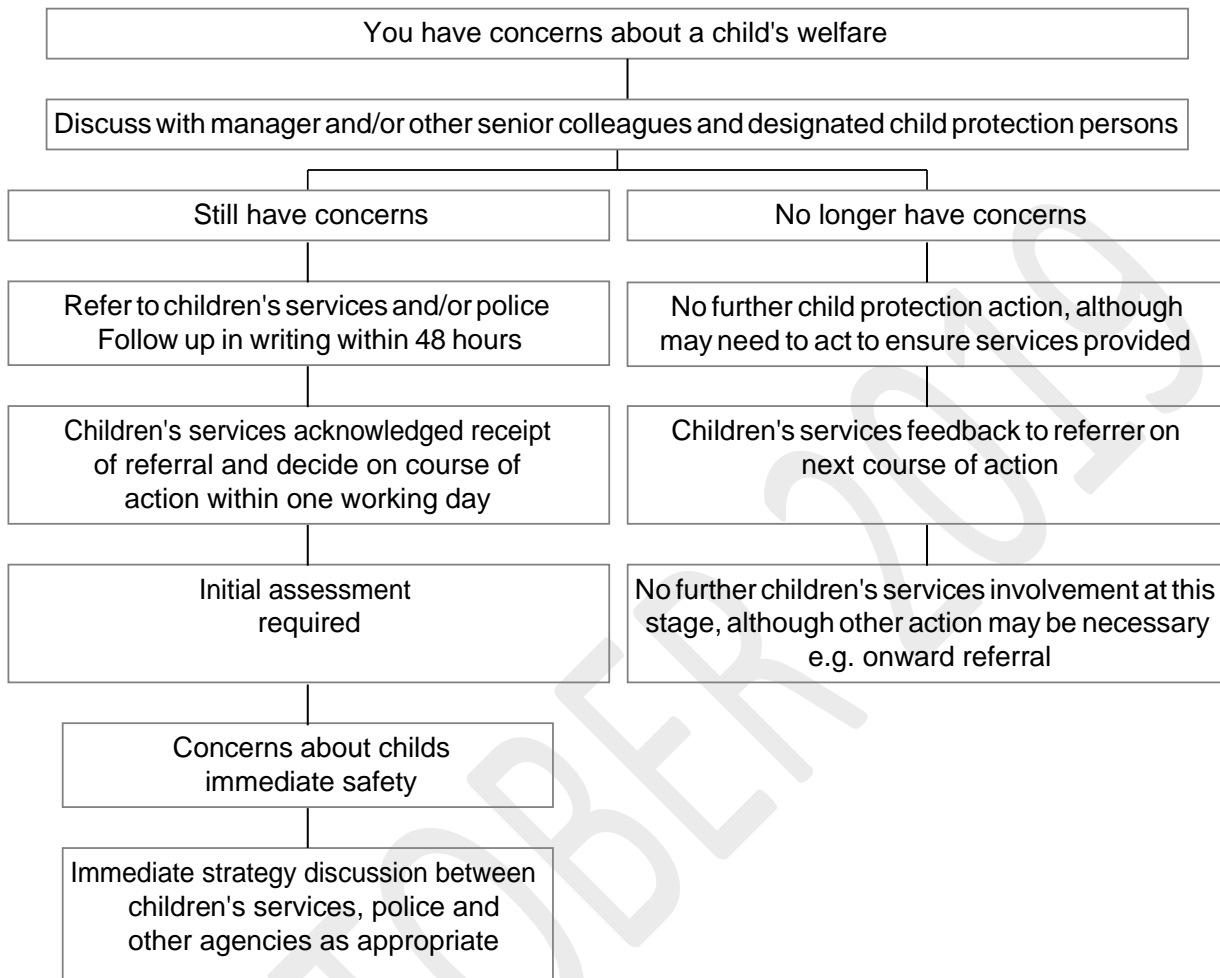 You have concerns about a child's welfare
Discuss with manager and/or other senior colleagues and designated child protection persons
Still have concerns
No longer have concerns
Refer to children's services and/or police
Follow up in writing within 48 hours
No further child protection action, although
may need to act to ensure services provided
Children's services acknowledged receipt
of referral and decide on course of
action within one working day
Children's services feedback to referrer on
next course of action
Initial assessment
required
No further children's services involvement at this
stage, although other action may be necessary
e.g. onward referral
Concerns about childs
immediate safety
Immediate strategy discussion between
children's services, police and
other agencies as appropriate
TOBER 2019